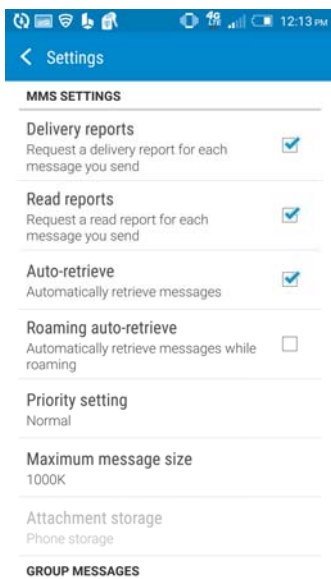 4G LTE 12:13 PM
Settings
MMS SETTINGS
Delivery reports
Request a delivery report for each
message you send
Read reports
Request a read report for each
message you send
Auto-retrieve
Automatically retrieve messages
Roaming auto-retrieve
Automatically retrieve messages while
roaming
Priority setting
Normal
Maximum message size
1000K
Attachment storage
Phone storage
GROUP MESSAGES